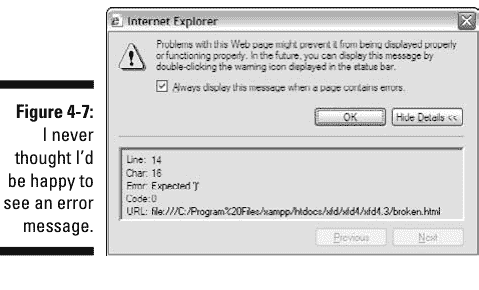 Internet Explorer
Problems with this Web page might prevent it from being displayed properly
or functioning properly. In the future, you can display this message by
double-clicking the warning icon displayed in the status bar.
Always display this message when a page contains errors.
OK
Hide Details <<
Line: 14
Char: 16
Error: Expected ')'
Code: 0
URL: file:///C:/Program%20Files/xampp/htdocs/xfd/xfd4/xfd4.3/broken.html
Previous
Next
Figure 4-7:
I never
thought I'd
be happy to
see an error
message.